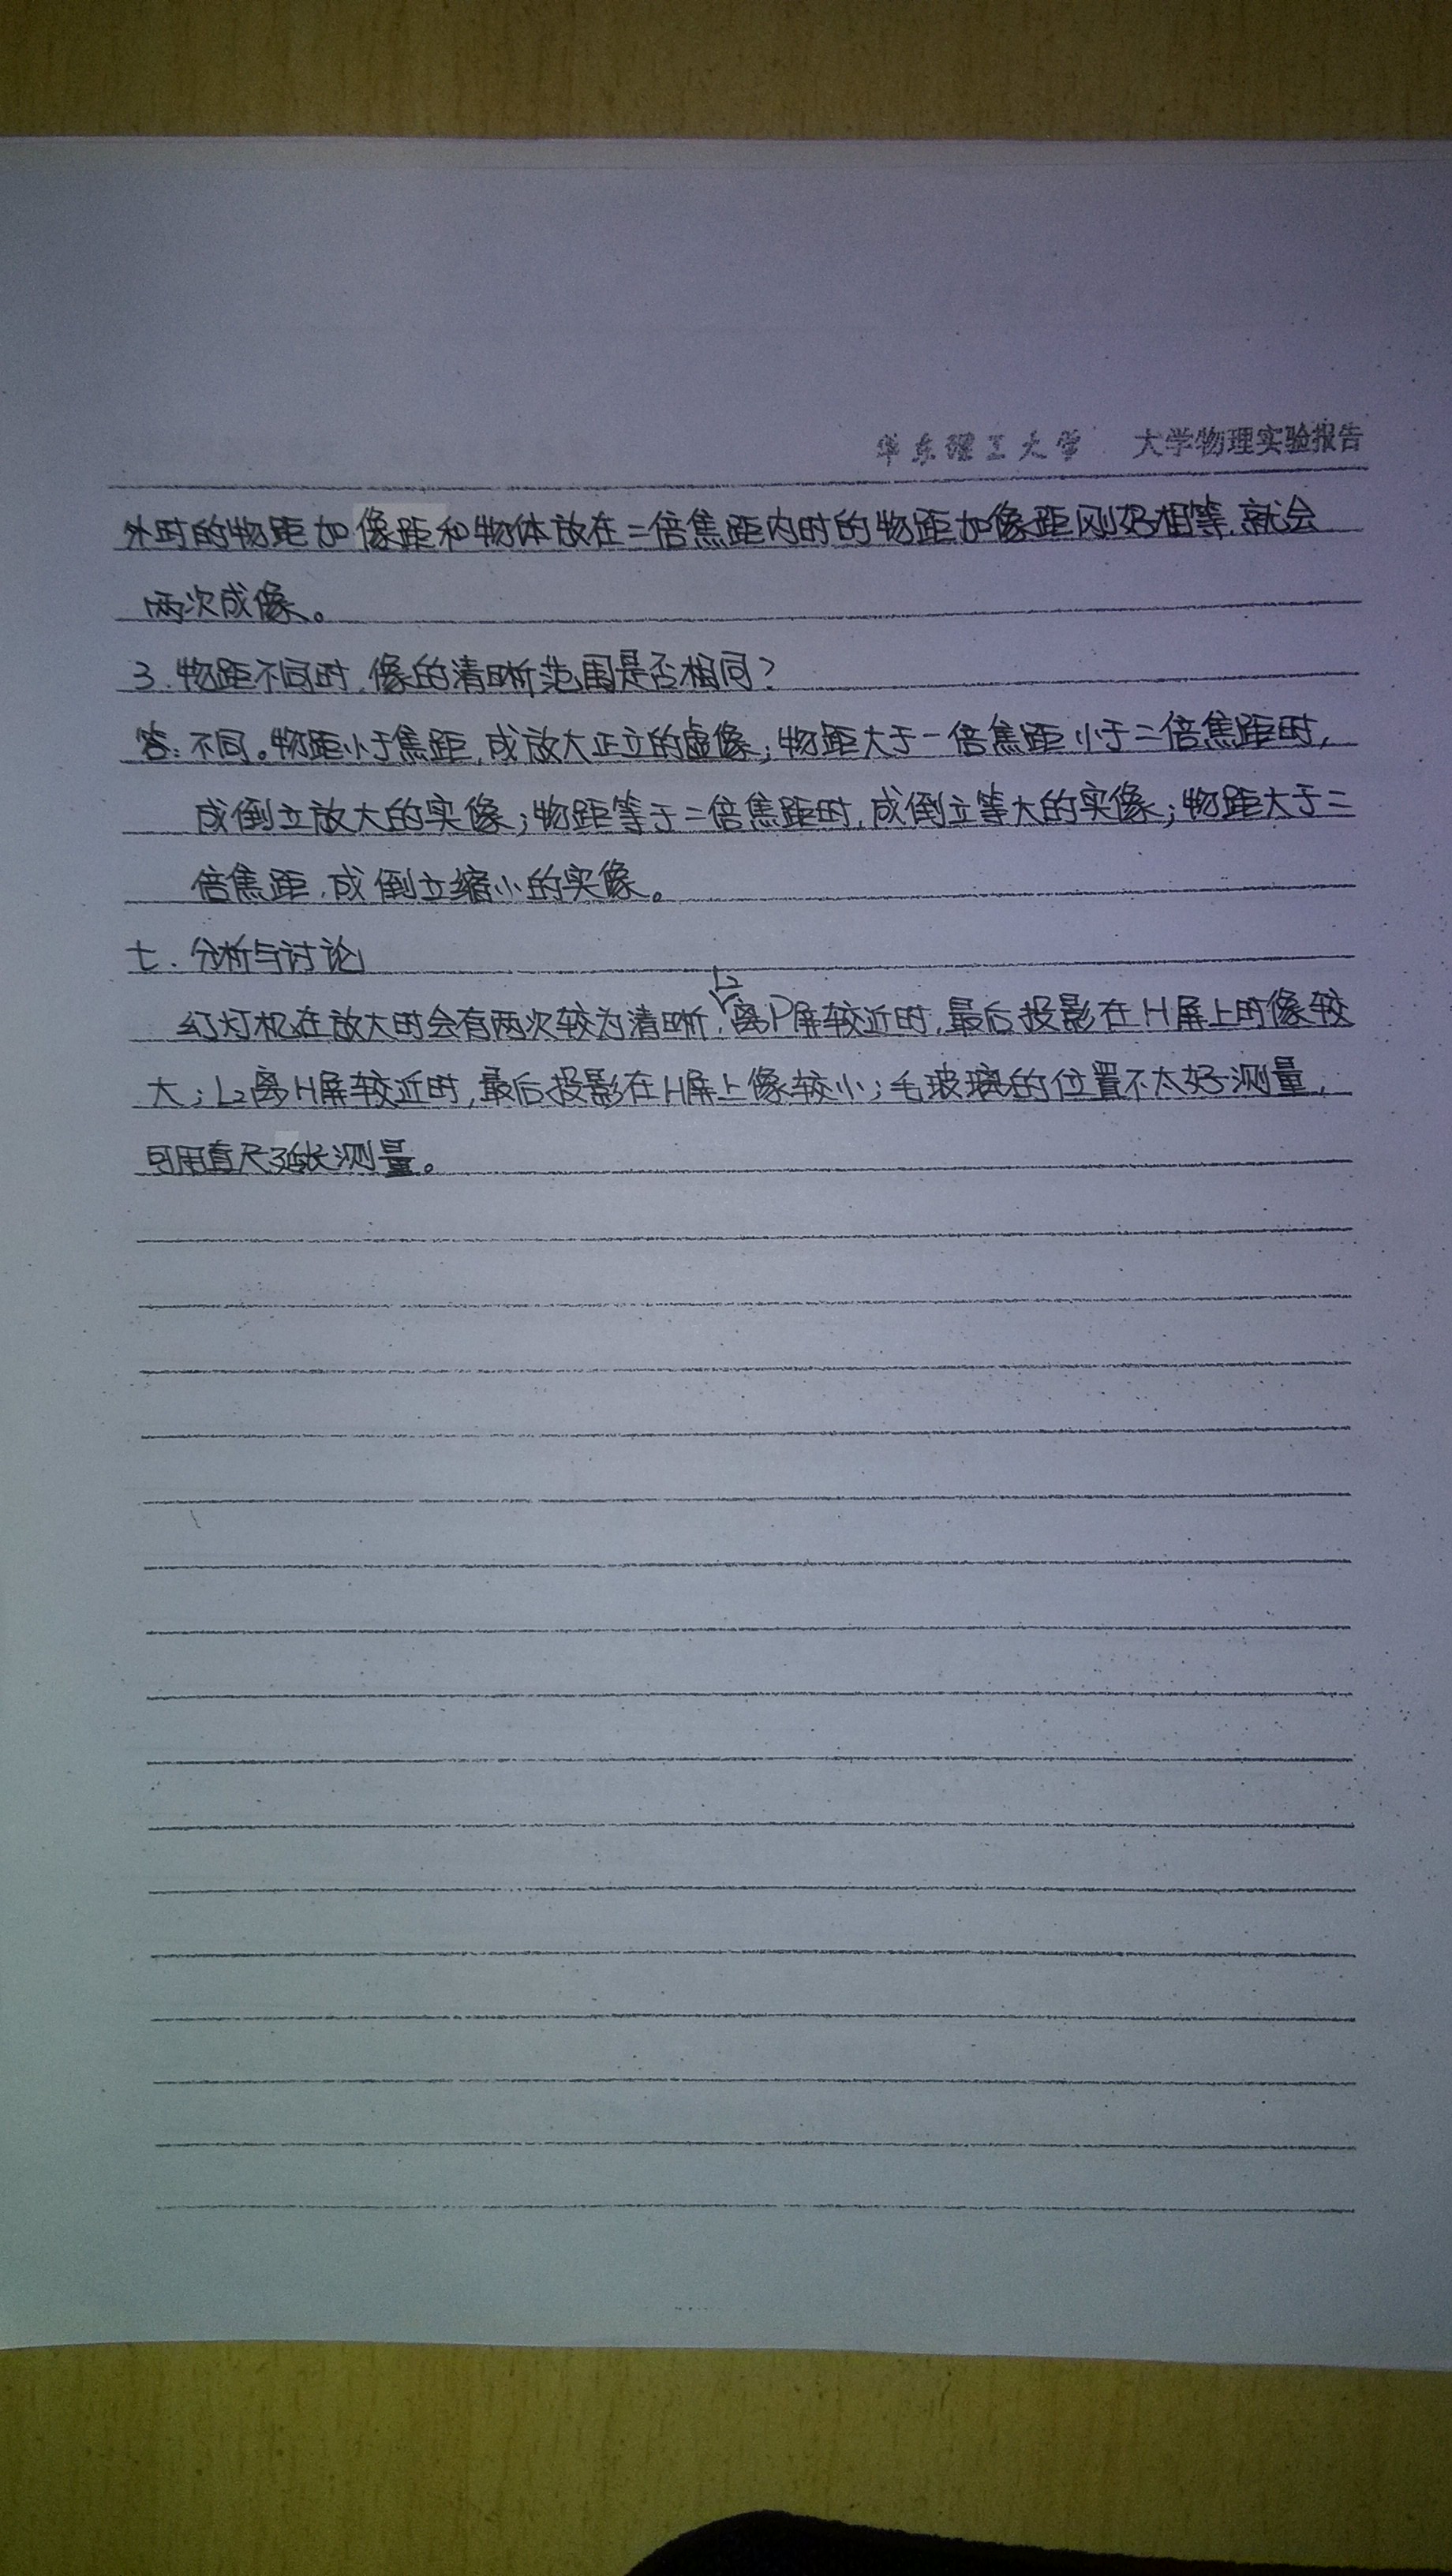 华东理工大学 大学物理实验报告
外时的物距加像距和物体放在二倍焦距内时的物距加像距刚好相等,就会
两次成像。
3.物距不同时,像的清晰范围是否相同?
答:不同。物距小于焦距,成放大正立的虚像;物距大于一倍焦距小于二倍焦距时,
成倒立放大的实像;物距等于二倍焦距时,成倒立等大的实像;物距大于二
倍焦距,成倒立缩小的实像。
七.分析与讨论
幻灯机在放大时会有两次较为清晰,L2离P屏较近时,最后投影在H屏上时像较
大;L2离H屏较近时,最后投影在H屏上像较小;毛玻璃的位置不太好测量,
可用直尺延长测量。